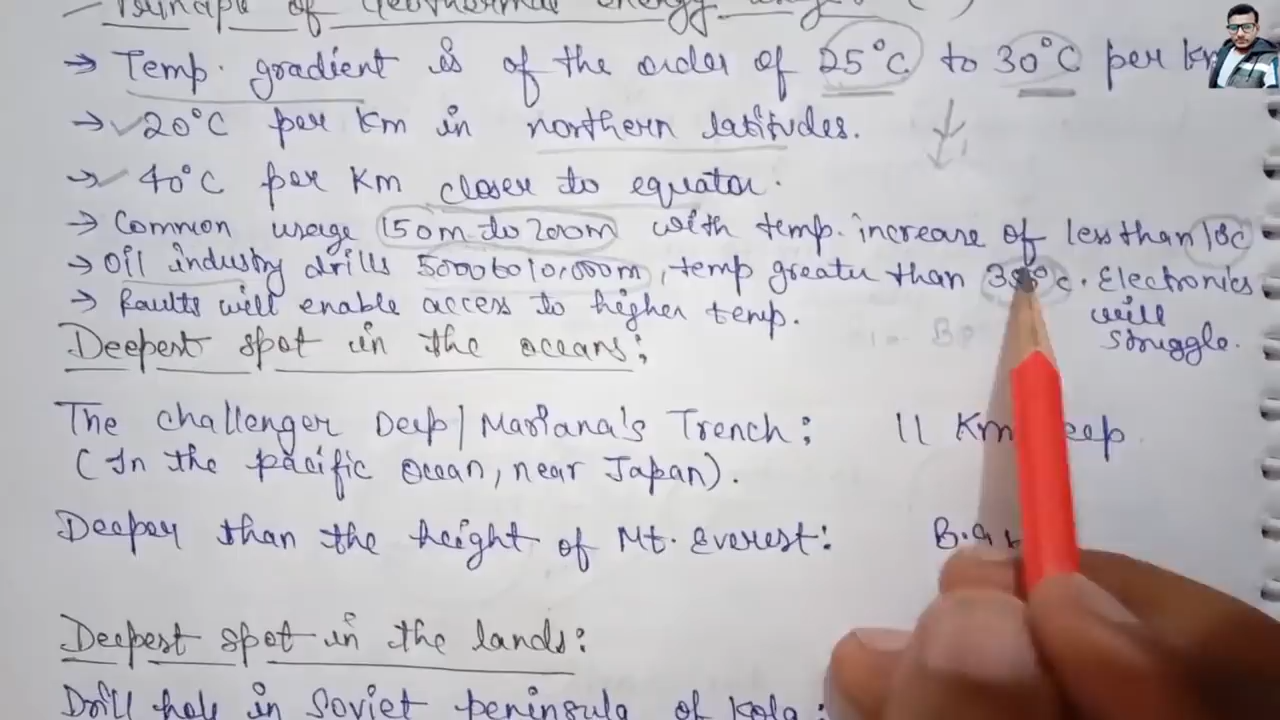 of Geothermal energy
→ Temp. gradient is of the order of 25°C to 30°C per Km
→ 20°C per Km in northern latitudes.
→ 40°C per Km closer to equator.
→ Common usage 150m to 200m with temp. increase of less than
→ Oil industry drills 5000 to 10,000m, temp greater than 300°C. Electronics will struggle.
→ Faults will enable access to higher temp.
Deepest spot in the oceans:
The challenger Deep/Mariana's Trench: 11 Km Deep
(In the pacific ocean, near Japan).
Deeper than the height of Mt. Everest:
Deepest spot in the lands:
Drill hole in Soviet peninsula of Kola: